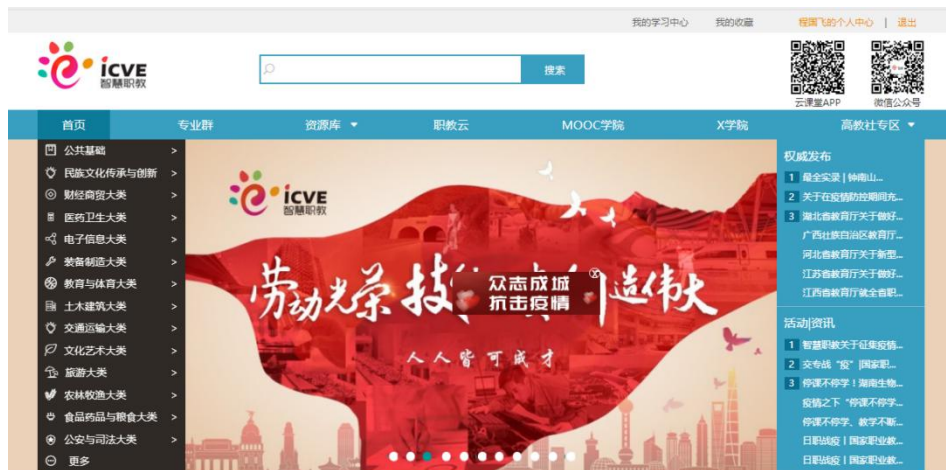 我的学习中心 我的收藏 程国飞的个人中心 | 退出
icve
智慧职教
搜索
云课堂APP 微信公众号
首页 专业群 资源库 职教云 MOOC学院 X学院 高教社专区
公共基础 >
民族文化传承与创新 >
财经商贸大类 >
医药卫生大类 >
电子信息大类 >
装备制造大类 >
教育与体育大类 >
土木建筑大类 >
交通运输大类 >
文化艺术大类 >
旅游大类 >
农林牧渔大类 >
食品药品与粮食大类 >
公安与司法大类 >
更多
icve
智慧职教
劳动光荣 技 造伟大
众志成城
抗击疫情
人人皆可成才
权威发布
1 最全实录 | 钟南山...
2 关于在疫情防控期间充...
3 湖北省教育厅关于做好...
广西壮族自治区教育厅...
河北省教育厅关于新型...
江苏省教育厅关于做好...
江西省教育厅就全省职...
活动|资讯
1 智慧职教关于征集疫情...
2 交专战“疫”|国家职...
3 停课不停学！湖南生物...
疫情之下“停课不停学...
停课不停学、教学不断...
日职战疫 | 国家职业教...
日职战疫 | 国家职业教...